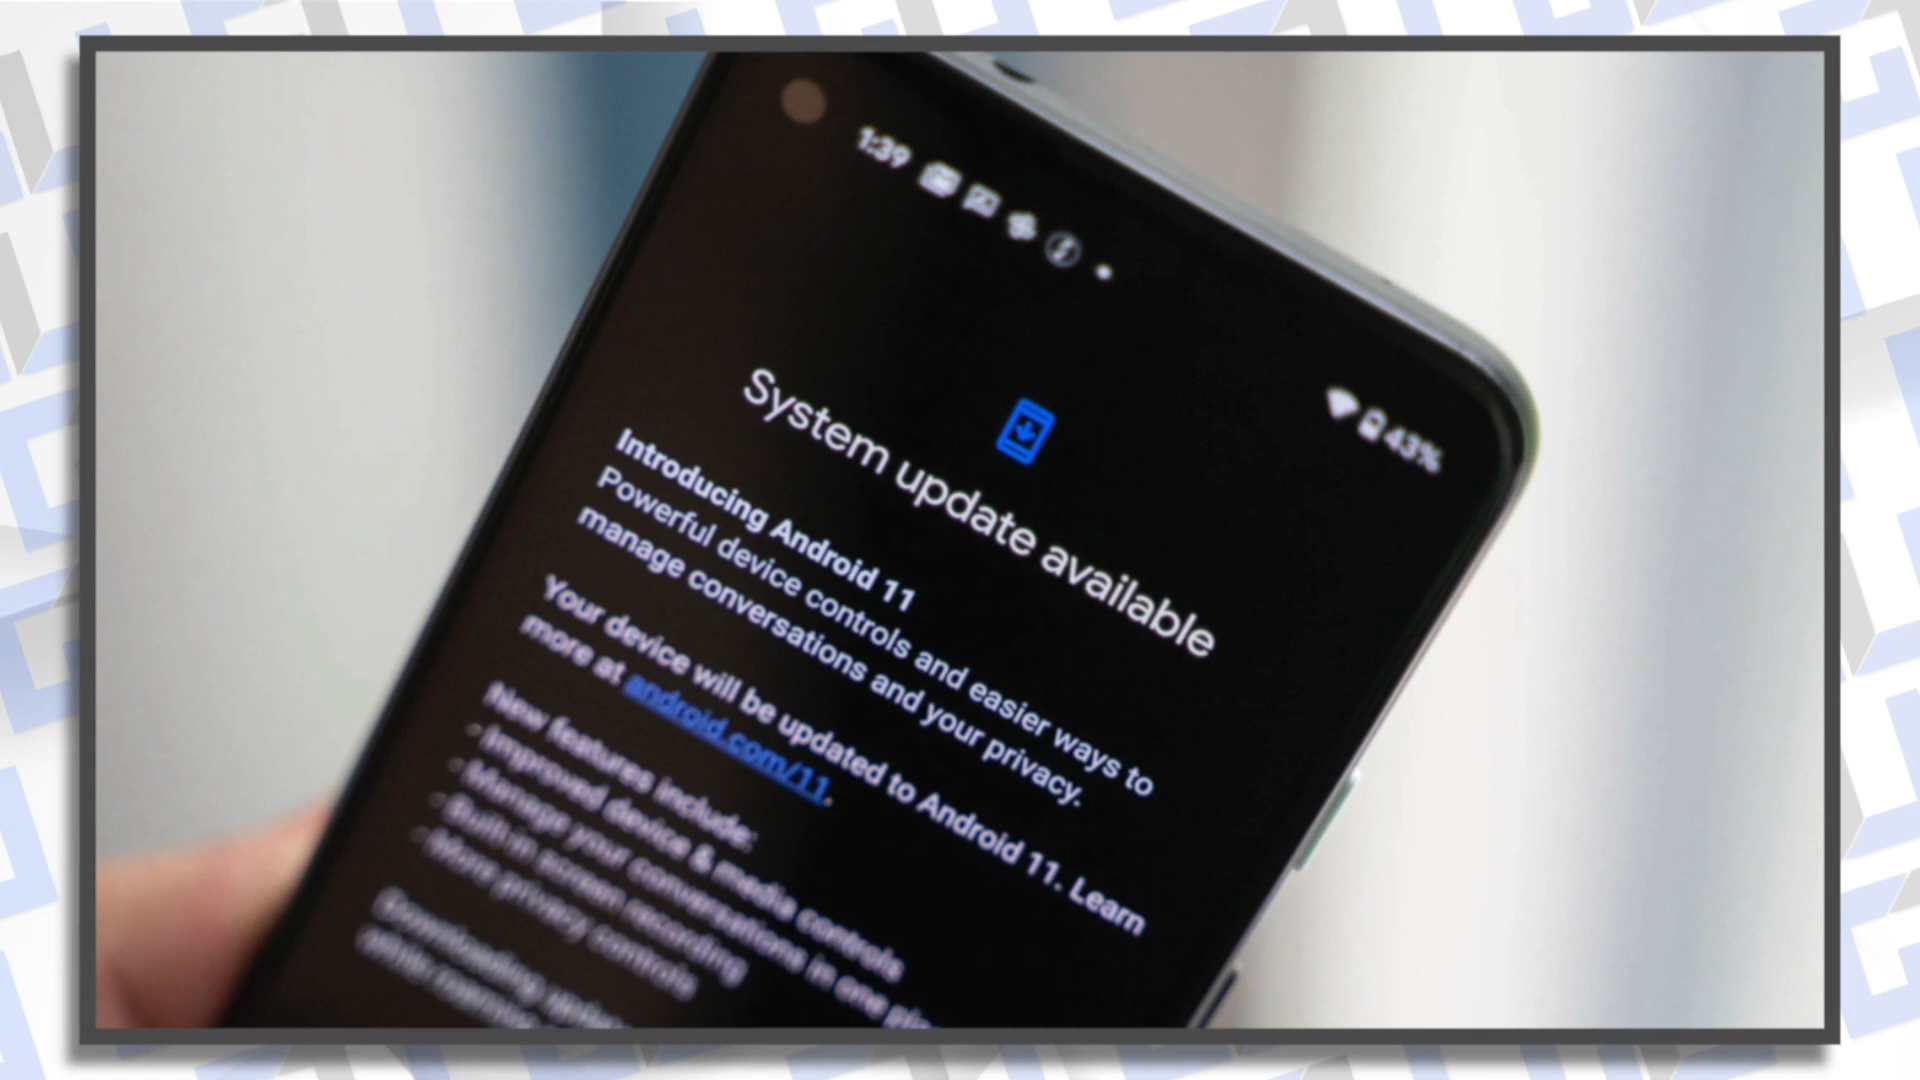 1:39
43%
System update available
Introducing Android 11
Powerful device controls and easier ways to
manage conversations and your privacy.
Your device will be updated to Android 11. Learn
more at android.com/11.
New features include:
- Improved device & media controls
- Manage your conversations in one
- Built-in screen recording
- More privacy controls
Downloading